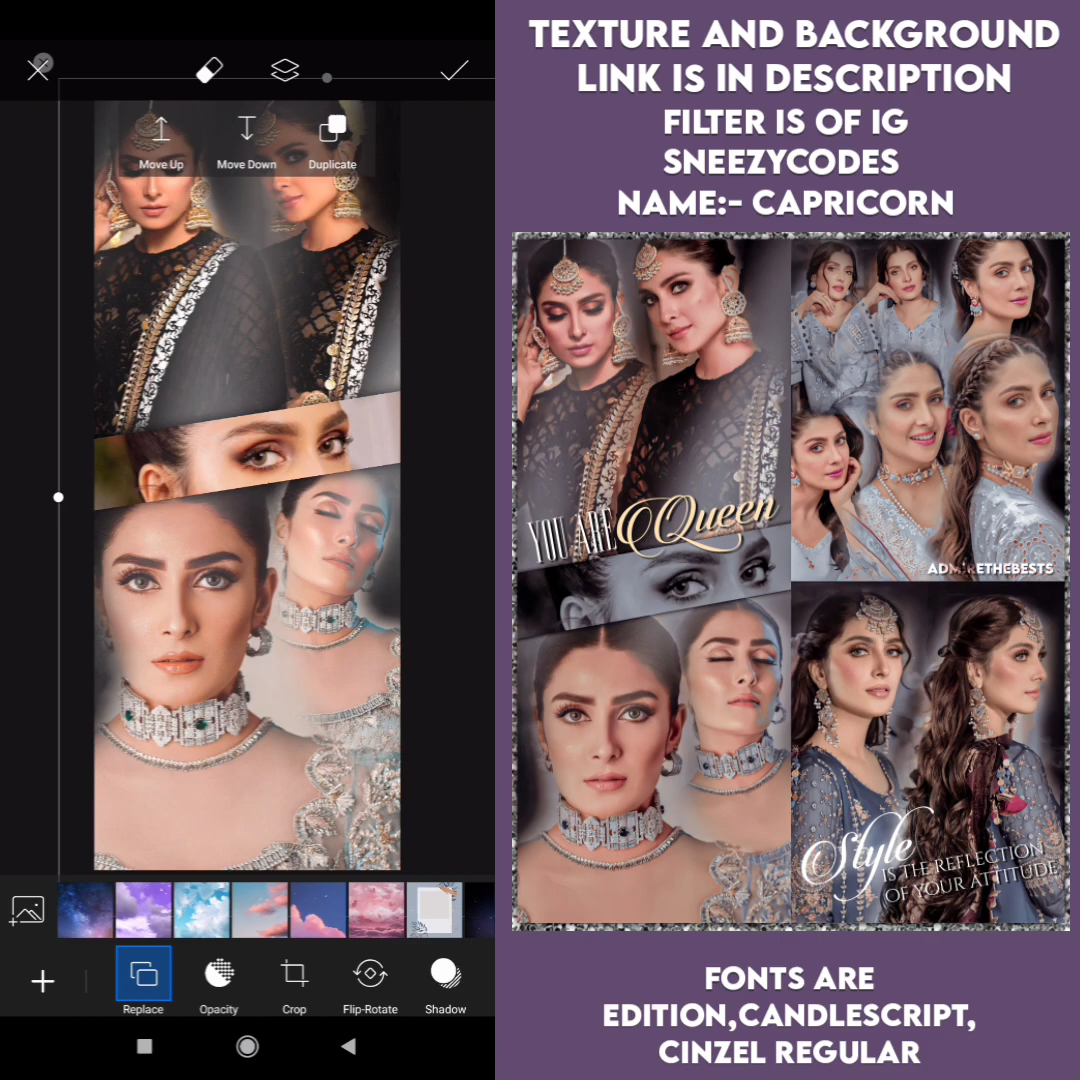 Move Up
Move Down
Duplicate
Replace
Opacity
Crop
Flip-Rotate
Shadow
TEXTURE AND BACKGROUND
LINK IS IN DESCRIPTION
FILTER IS OF IG
SNEEZYCODES
NAME:- CAPRICORN
YOU ARE Queen
ADMIRETHEBESTS
Style
IS THE REFLECTION
OF YOUR ATTITUDE
FONTS ARE
EDITION,CANDLESCRIPT,
CINZEL REGULAR